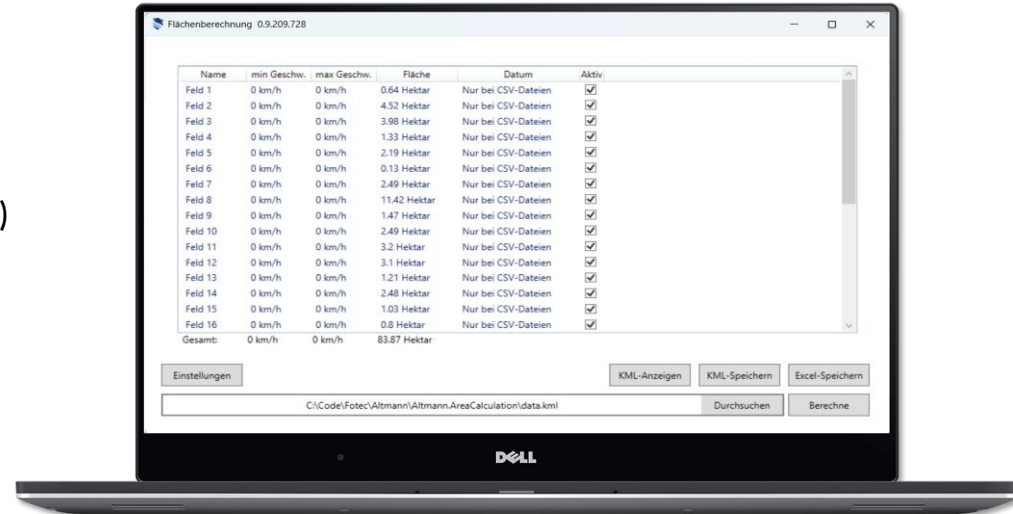 Flächenberechnung 0.9.209.728
Name min Geschw. max Geschw. Fläche Datum Aktiv
Feld 1 0 km/h 0 km/h 0.64 Hektar Nur bei CSV-Dateien
Feld 2 0 km/h 0 km/h 4.52 Hektar Nur bei CSV-Dateien
Feld 3 0 km/h 0 km/h 3.98 Hektar Nur bei CSV-Dateien
Feld 4 0 km/h 0 km/h 1.33 Hektar Nur bei CSV-Dateien
Feld 5 0 km/h 0 km/h 2.19 Hektar Nur bei CSV-Dateien
Feld 6 0 km/h 0 km/h 0.13 Hektar Nur bei CSV-Dateien
Feld 7 0 km/h 0 km/h 2.49 Hektar Nur bei CSV-Dateien
Feld 8 0 km/h 0 km/h 11.42 Hektar Nur bei CSV-Dateien
)
Feld 9 0 km/h 0 km/h 1.47 Hektar Nur bei CSV-Dateien
Feld 10 0 km/h 0 km/h 2.49 Hektar Nur bei CSV-Dateien
Feld 11 0 km/h 0 km/h 3.2 Hektar Nur bei CSV-Dateien
Feld 12 0 km/h 0 km/h 3.1 Hektar Nur bei CSV-Dateien
Feld 13 0 km/h 0 km/h 1.21 Hektar Nur bei CSV-Dateien
Feld 14 0 km/h 0 km/h 2.48 Hektar Nur bei CSV-Dateien
Feld 15 0 km/h 0 km/h 1.03 Hektar Nur bei CSV-Dateien
Feld 16 0 km/h 0 km/h 0.8 Hektar Nur bei CSV-Dateien
Gesamt: 0 km/h 0 km/h 83.87 Hektar
Einstellungen KML-Anzeigen KML-Speichern Excel-Speichern
C:\Code\Fotec\Altmann\Altmann.AreaCalculation\data.kml Durchsuchen Berechne
DELL